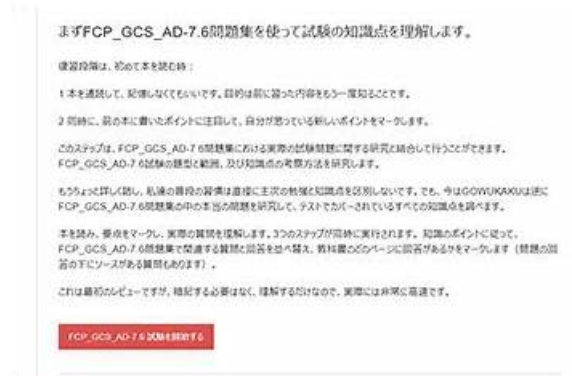 まずFCP_GCS_AD-7.6問題集を使って試験の知識点を理解します。
復習段階は、初めて本を読む時：
1 本を通読して、記憶しなくてもいいです。目的は前に習った内容をもう一度知ることです。
2 同時に、前の本に書いたポイントに注目して、自分が思っている新しいポイントをマークします。
このステップは、FCP_GCS_AD-7.6問題集における実際の試験問題に関する研究と結合して行うことができます。
FCP_GCS_AD-7.6試験の題型と範囲、及び知識点の考察方法を研究します。
もうちょっと詳しく話し、私達の普段の習慣は直接に主次の勉強と知識点を区別しないです。でも、今はGOWUKAKUは逆に
FCP_GCS_AD-7.6問題集の中の本当の問題を研究して、テストでカバーされているすべての知識点を調べます。
本を読み、要点をマークし、実際の質問を理解します。3つのステップが同時に実行されます。 知識のポイントに従って、
FCP_GCS_AD-7.6問題集で関連する質問と回答を並べ替え、教科書のどのページに回答があるかをマークします（問題の回
答の下にソースがある質問もあります）。
これは最初のレビューですが、暗記する必要はなく、理解するだけなので、実際には非常に高速です。
FCP_GCS_AD-7.6 試験を開始する